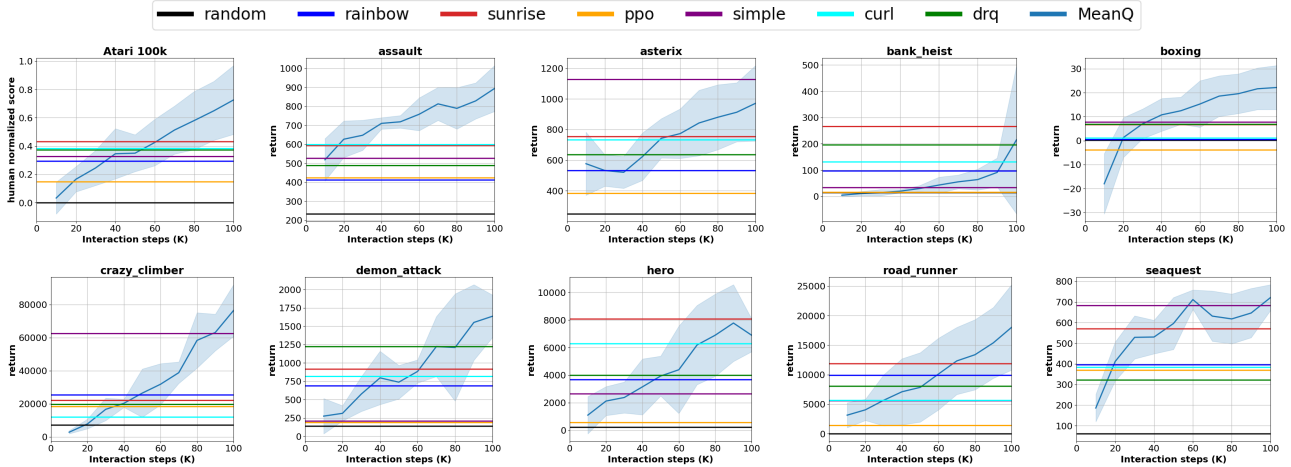 random rainbow sunrise ppo simple curl drq MeanQ
Atari 100k
human normalized score
1.0
0.8
0.6
0.4
0.2
0.0
0 20 40 60 80 100
Interaction steps (K)
assault
return
1000
900
800
700
600
500
400
300
200
0 20 40 60 80 100
Interaction steps (K)
asterix
return
1200
1000
800
600
400
0 20 40 60 80 100
Interaction steps (K)
bank_heist
return
500
400
300
200
100
0
0 20 40 60 80 100
Interaction steps (K)
boxing
return
30
20
10
0
−10
−20
−30
0 20 40 60 80 100
Interaction steps (K)
crazy_climber
return
80000
60000
40000
20000
0
0 20 40 60 80 100
Interaction steps (K)
demon_attack
return
2000
1750
1500
1250
1000
750
500
250
0
0 20 40 60 80 100
Interaction steps (K)
hero
return
10000
8000
6000
4000
2000
0
0 20 40 60 80 100
Interaction steps (K)
road_runner
return
25000
20000
15000
10000
5000
0
0 20 40 60 80 100
Interaction steps (K)
seaquest
return
800
700
600
500
400
300
200
100
0 20 40 60 80 100
Interaction steps (K)